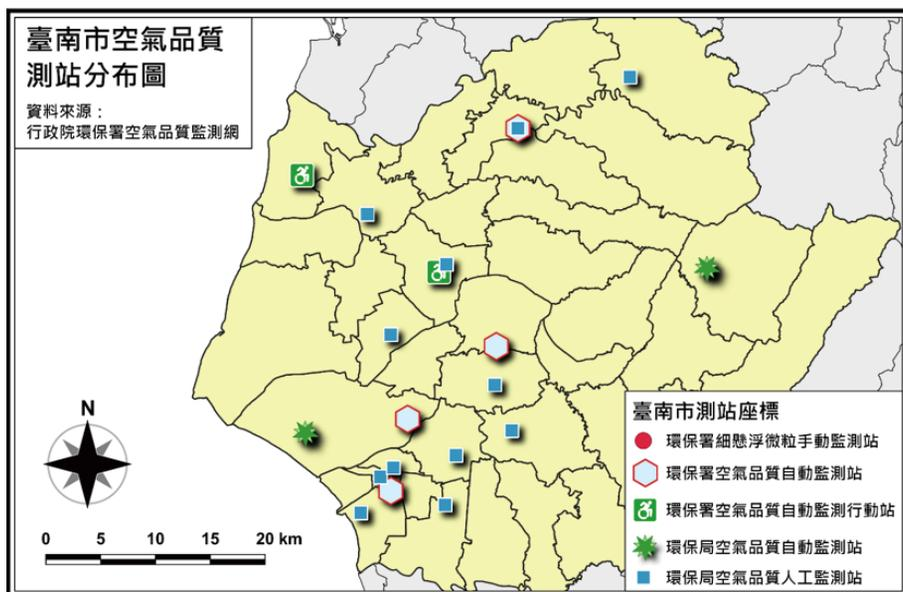 臺南市空氣品質
測站分布圖
資料來源：
行政院環保署空氣品質監測網
N
0 5 10 15 20 km
臺南市測站座標
環保署細懸浮微粒手動監測站
環保署空氣品質自動監測站
環保署空氣品質自動監測行動站
環保局空氣品質自動監測站
環保局空氣品質人工監測站